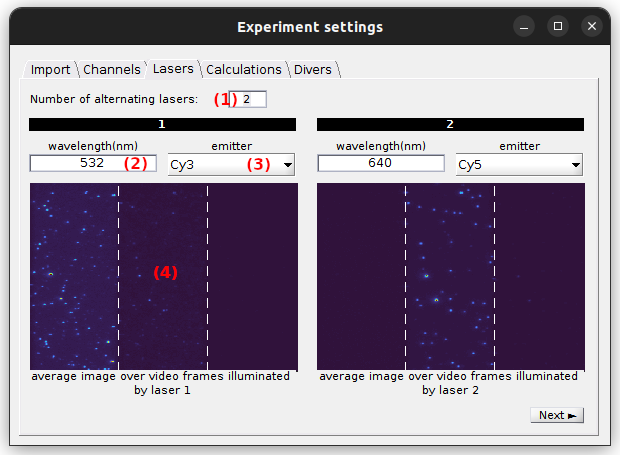 Experiment settings
Import Channels Lasers Calculations Divers
Number of alternating lasers: (1) 2
1 2
wavelength(nm) emitter wavelength(nm) emitter
532 (2) Cy3 (3) 640 Cy5
(4)
average image over video frames illuminated by laser 1
average image over video frames illuminated by laser 2
Next ►